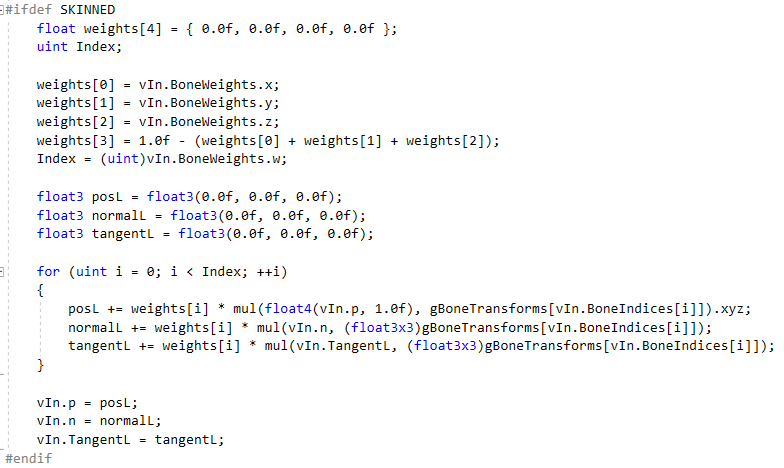 #ifdef SKINNED
float weights[4] = { 0.0f, 0.0f, 0.0f, 0.0f };
uint Index;
weights[0] = vIn.BoneWeights.x;
weights[1] = vIn.BoneWeights.y;
weights[2] = vIn.BoneWeights.z;
weights[3] = 1.0f - (weights[0] + weights[1] + weights[2]);
Index = (uint)vIn.BoneWeights.w;
float3 posL = float3(0.0f, 0.0f, 0.0f);
float3 normalL = float3(0.0f, 0.0f, 0.0f);
float3 tangentL = float3(0.0f, 0.0f, 0.0f);
for (uint i = 0; i < Index; ++i)
{
posL += weights[i] * mul(float4(vIn.p, 1.0f), gBoneTransforms[vIn.BoneIndices[i]]).xyz;
normalL += weights[i] * mul(vIn.n, (float3x3)gBoneTransforms[vIn.BoneIndices[i]]);
tangentL += weights[i] * mul(vIn.TangentL, (float3x3)gBoneTransforms[vIn.BoneIndices[i]]);
}
vIn.p = posL;
vIn.n = normalL;
vIn.TangentL = tangentL;
#endif